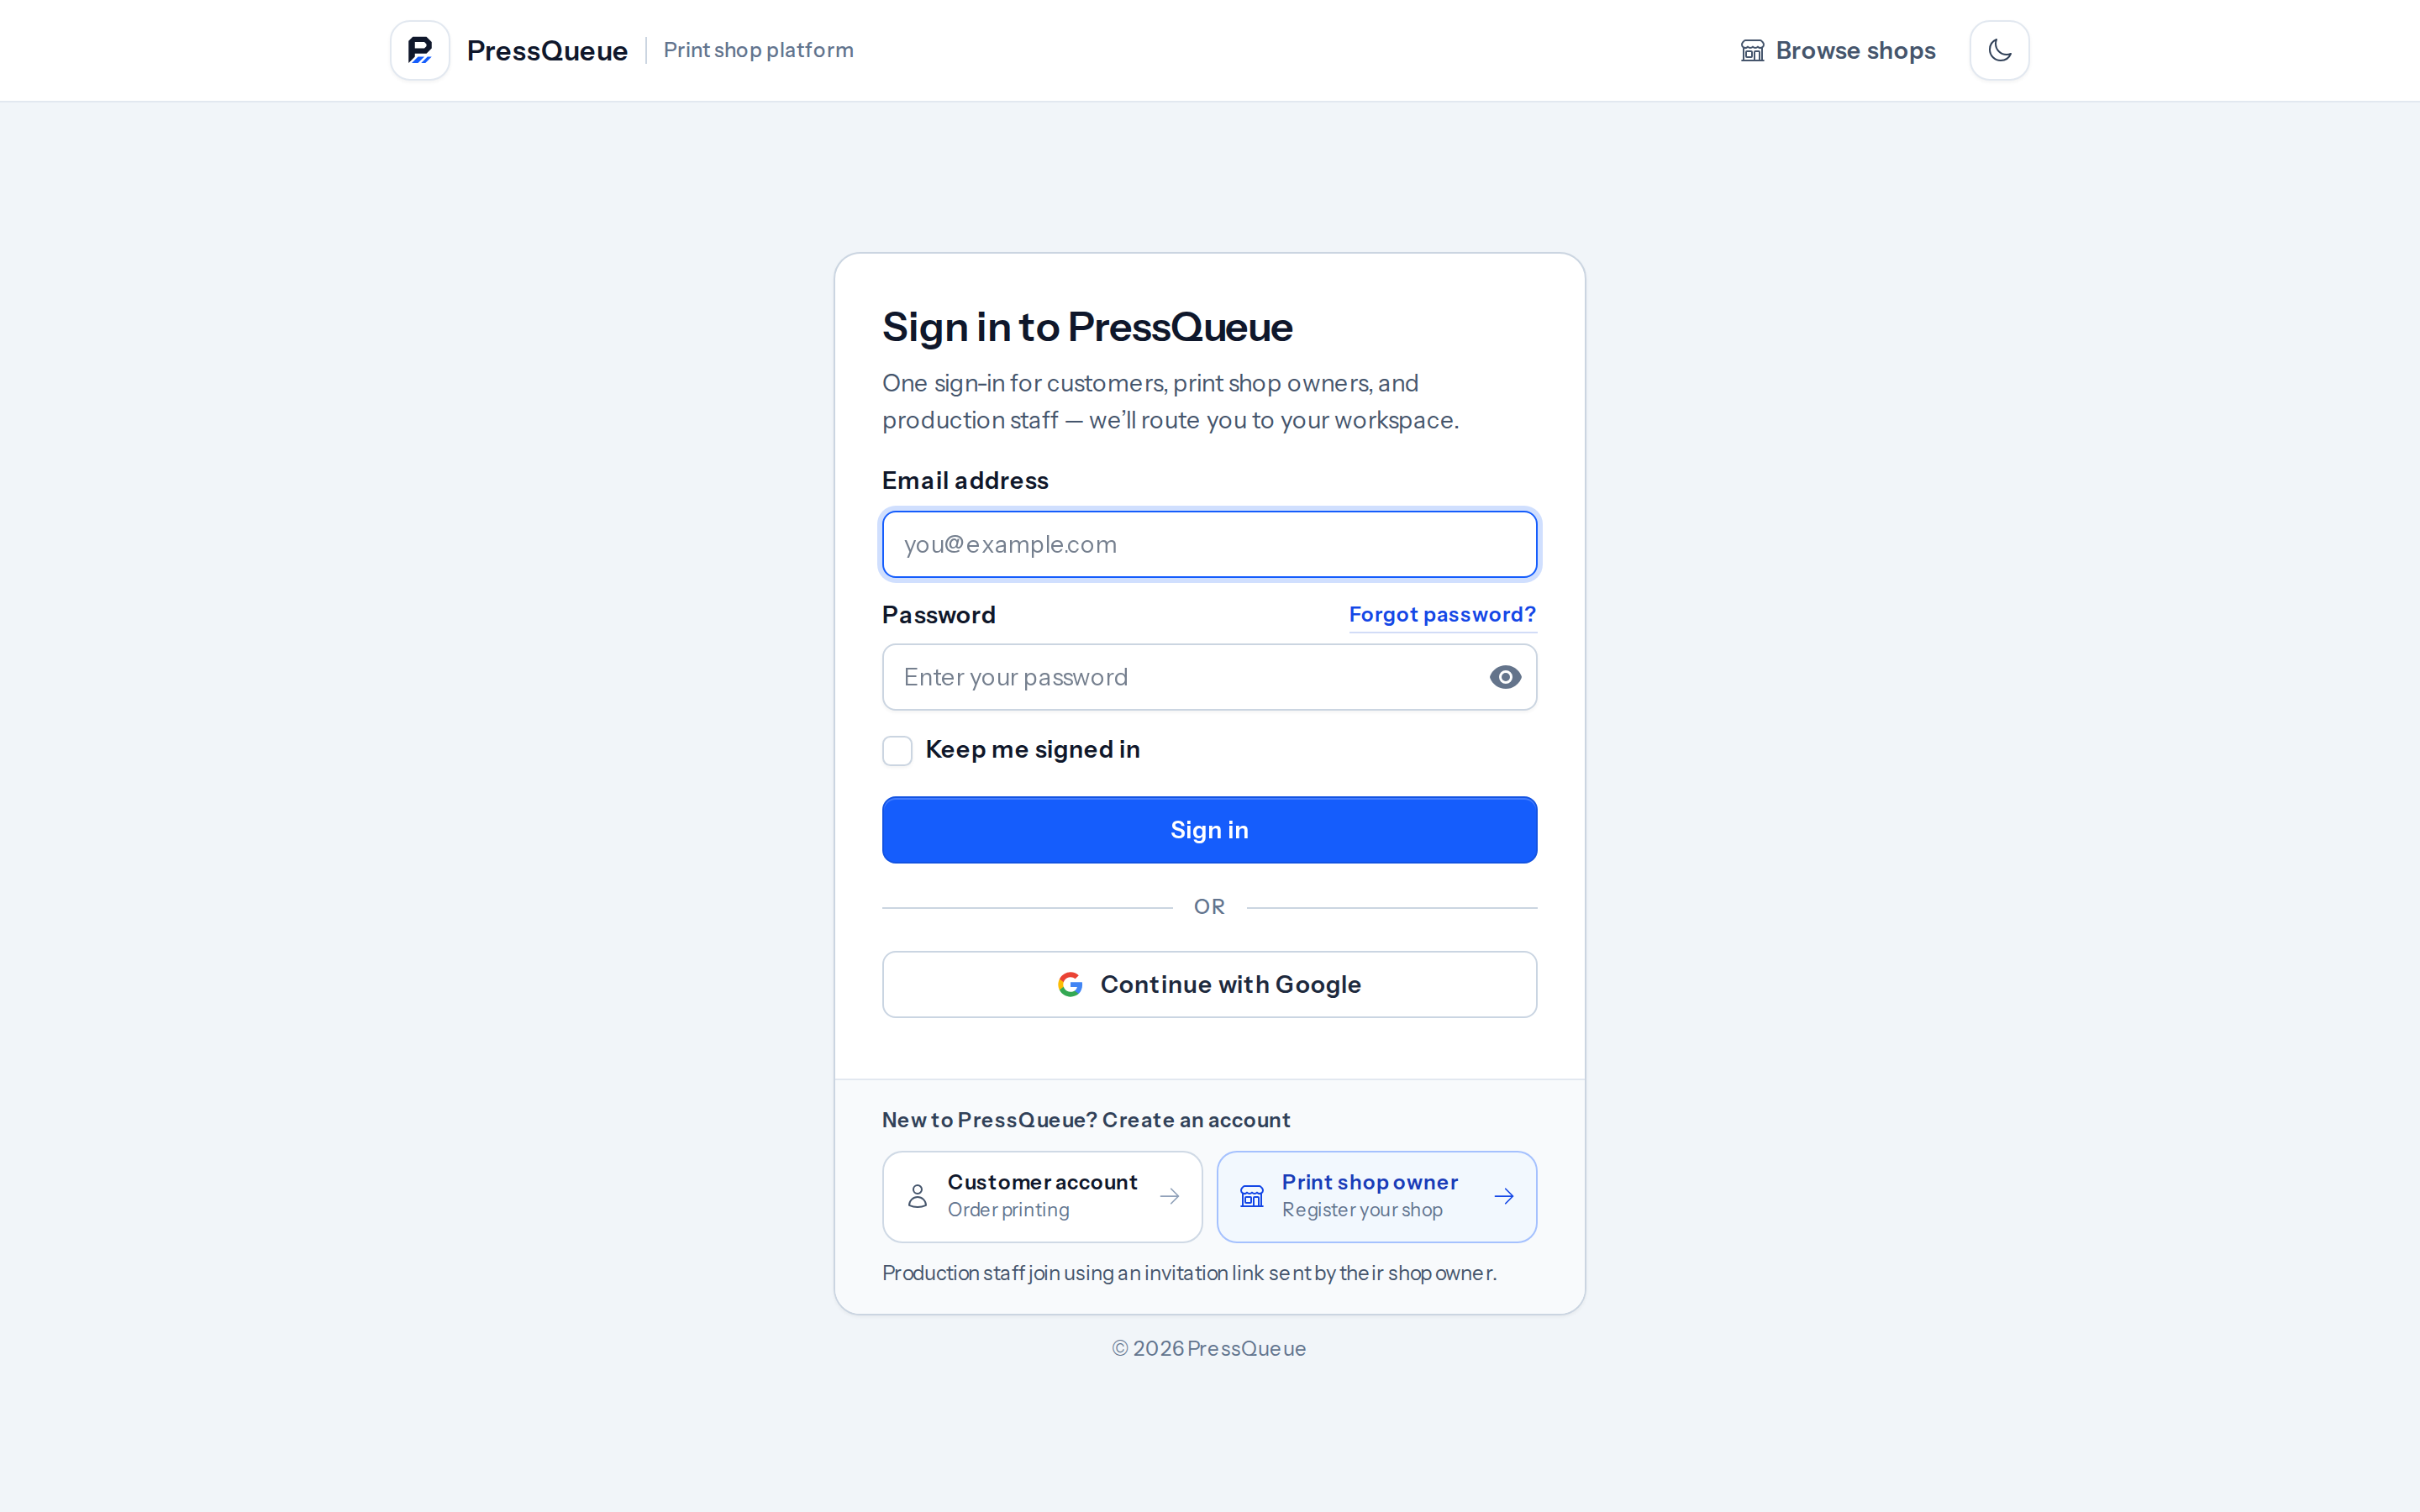 PressQueue
Print shop platform
Browse shops
Sign in to PressQueue
One sign-in for customers, print shop owners, and
production staff — we’ll route you to your workspace.
Email address
you@example.com
Password
Forgot password?
Enter your password
Keep me signed in
Sign in
OR
Continue with Google
New to PressQueue? Create an account
Customer account
Order printing
Print shop owner
Register your shop
Production staff join using an invitation link sent by their shop owner.
© 2026 PressQueue